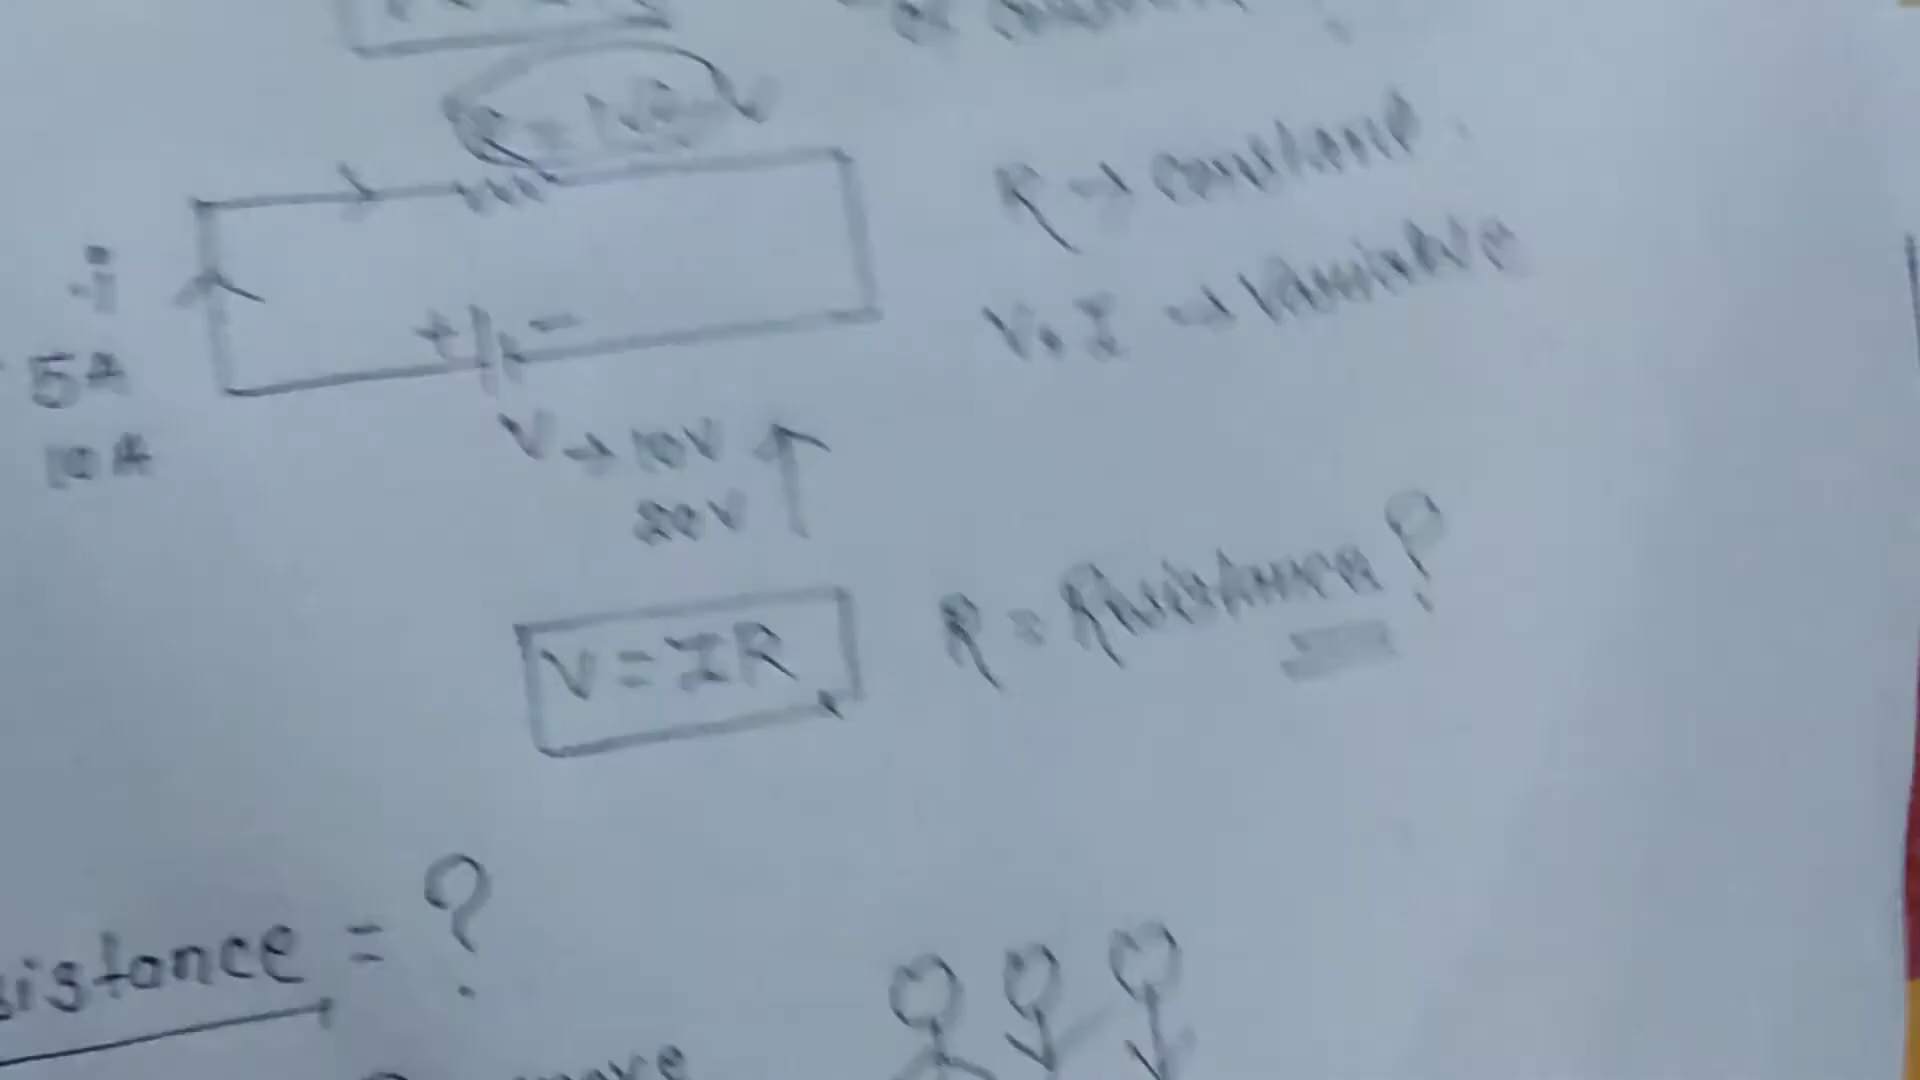 R → constant.
i
+ -
V, I → Variable
5A
V → 10V
10A
20V
R = Resistance?
V = IR
sistance = ?